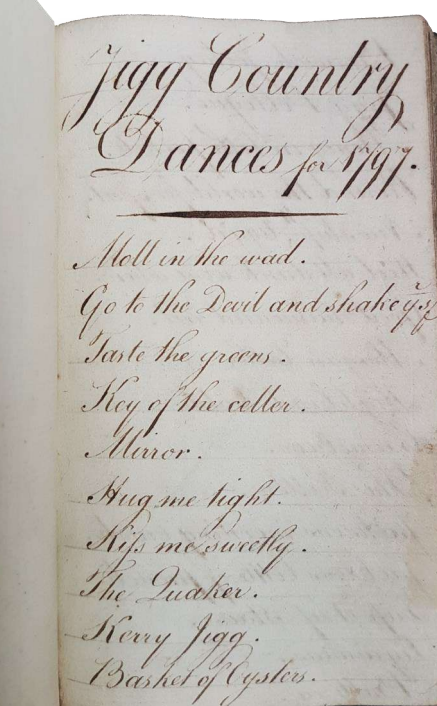 Jigg Country
Dances for 1797.
Moll in the wad.
Go to the Devil and shake
Taste the greens.
Key of the celler.
Mirror.
Hug me tight.
Kiss me sweetly.
The Quaker.
Kerry Jigg.
Basket of Oysters.